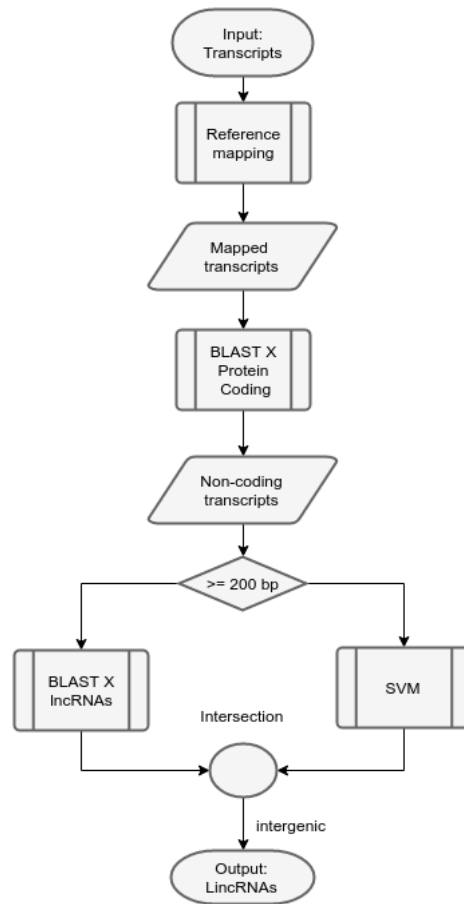 Input:
Transcripts
Reference
mapping
Mapped
transcripts
BLAST X
Protein
Coding
Non-coding
transcripts
>= 200 bp
BLAST X
lncRNAs
SVM
Intersection
intergenic
Output:
LincRNAs